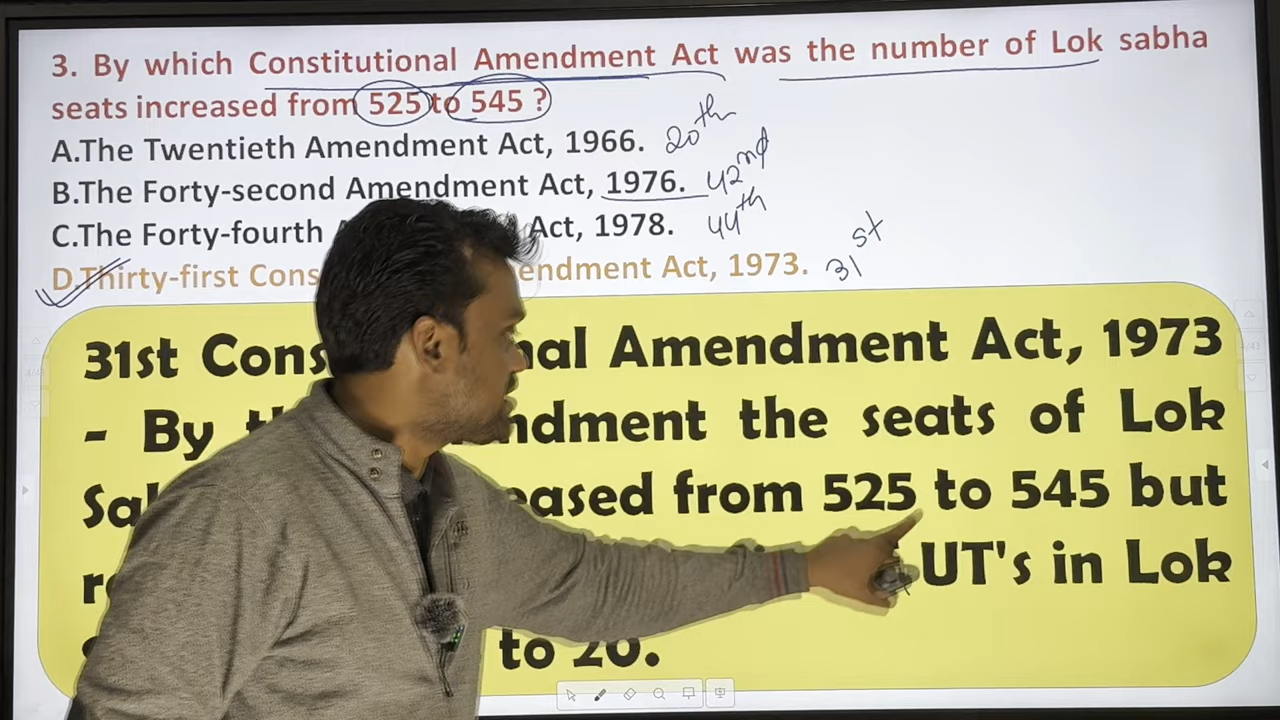 3. By which Constitutional Amendment Act was the number of Lok sabha
seats increased from 525 to 545 ?
A.The Twentieth Amendment Act, 1966. 20th
B.The Forty-second Amendment Act, 1976. 42nd
C.The Forty-fourth Act, 1978. 44th
D.Thirty-first Cons endment Act, 1973. 31st
31st Cons nal Amendment Act, 1973
- By ndment the seats of Lok
eased from 525 to 545 but
UT's in Lok
to 20.